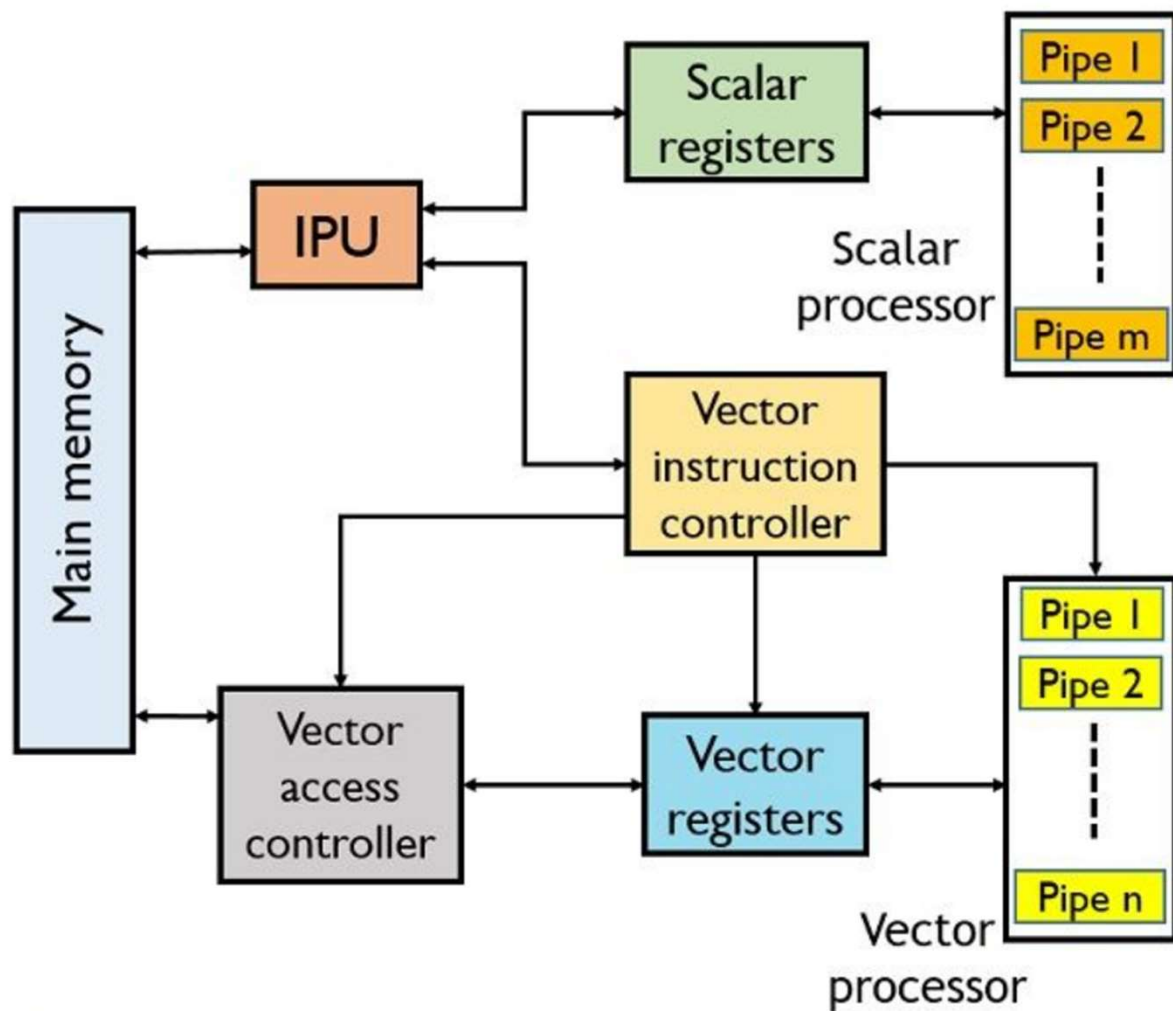 Scalar
registers
Pipe 1
Pipe 2
Pipe m
Scalar
processor
IPU
Main memory
Vector
instruction
controller
Vector
access
controller
Vector
registers
Pipe 1
Pipe 2
Pipe n
Vector
processor